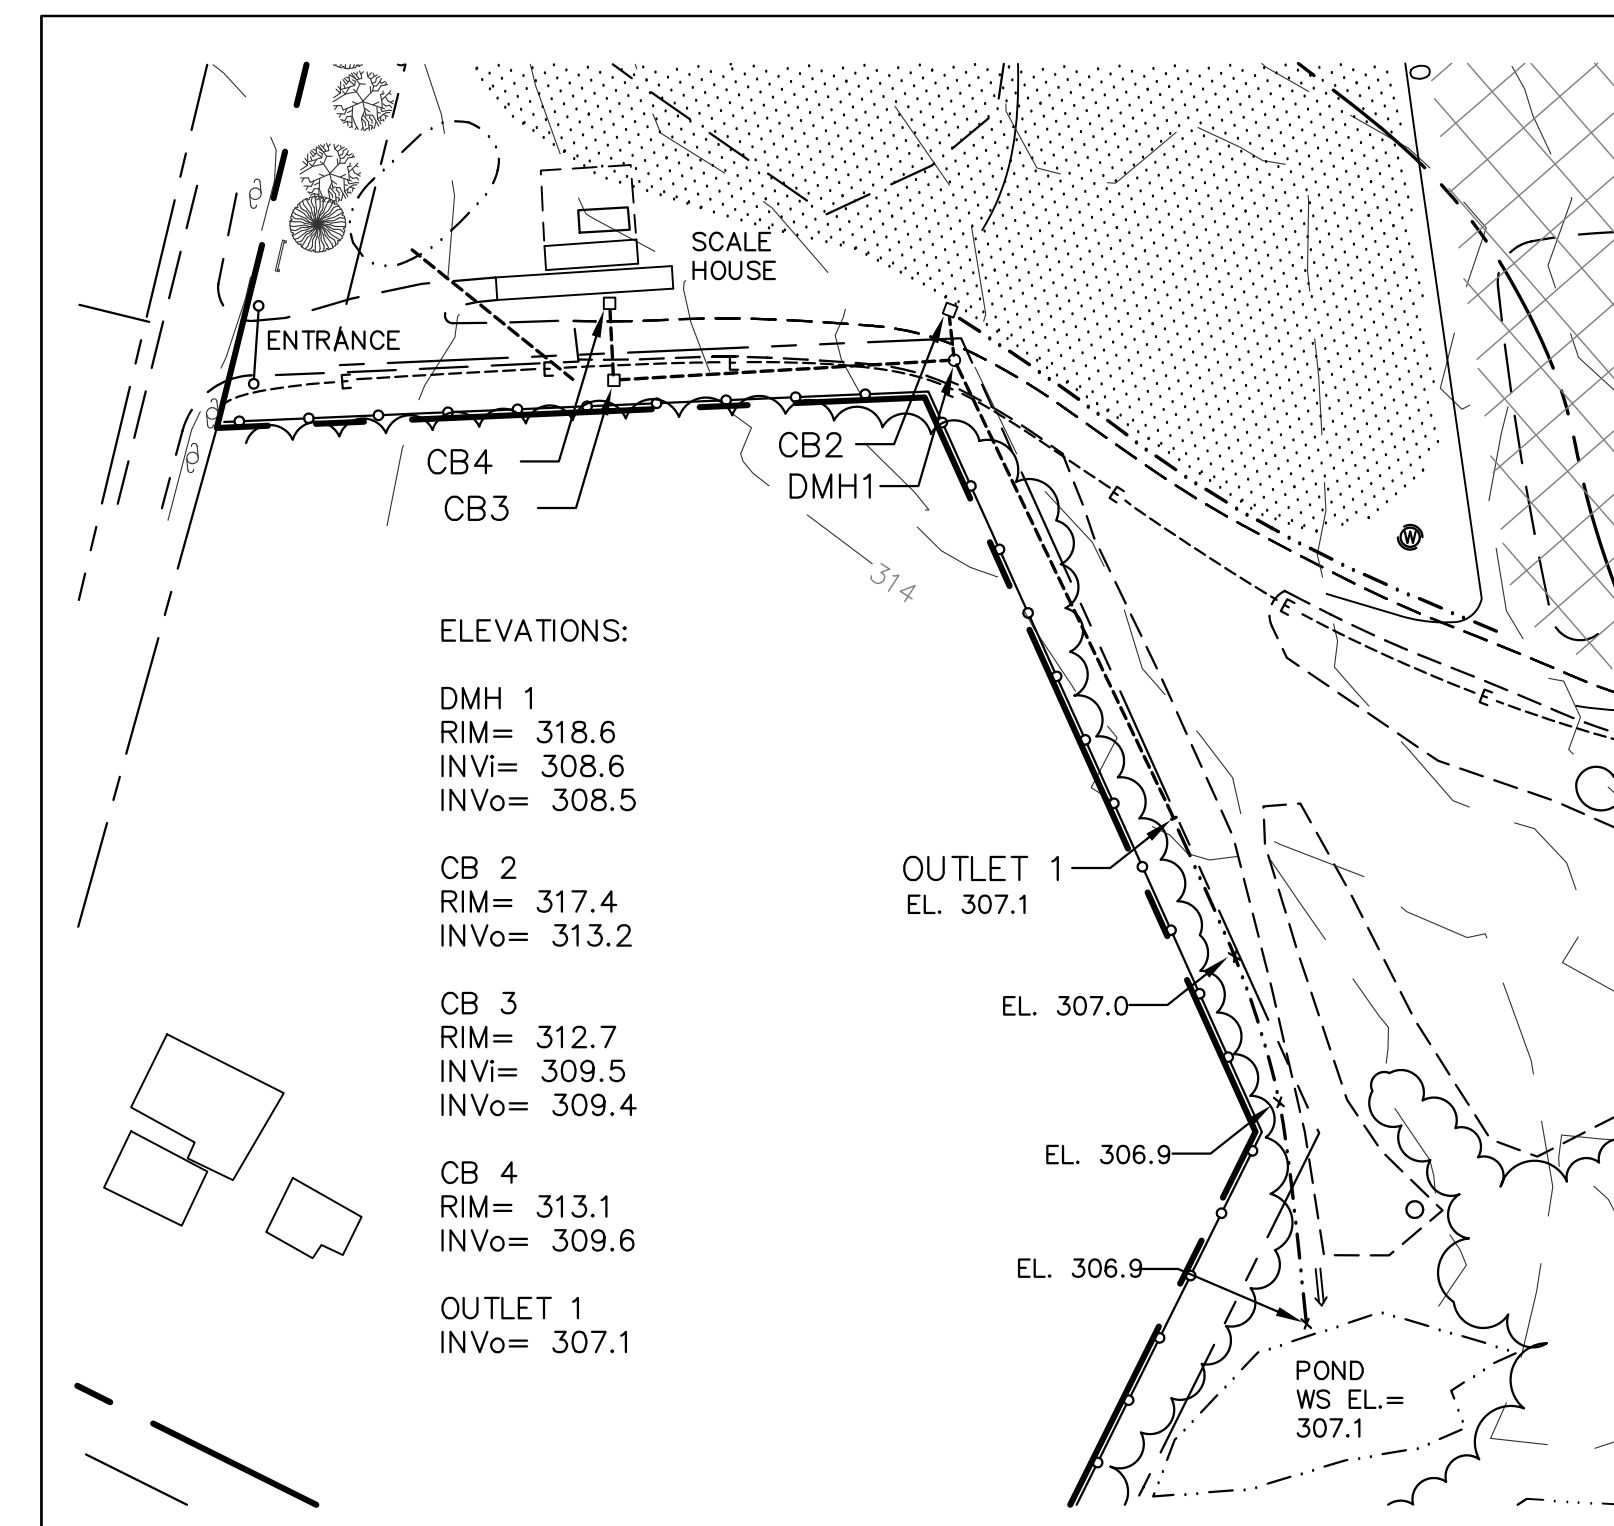 SCALE
HOUSE
ENTRANCE
E
E
E
CB4
CB3
CB2
DMH1
E
W
314
E
E
ELEVATIONS:
DMH 1
RIM= 318.6
INVi= 308.6
INVo= 308.5
CB 2
RIM= 317.4
INVo= 313.2
CB 3
RIM= 312.7
INVi= 309.5
INVo= 309.4
CB 4
RIM= 313.1
INVo= 309.6
OUTLET 1
INVo= 307.1
OUTLET 1
EL. 307.1
EL. 307.0
EL. 306.9
EL. 306.9
POND
WS EL.=
307.1